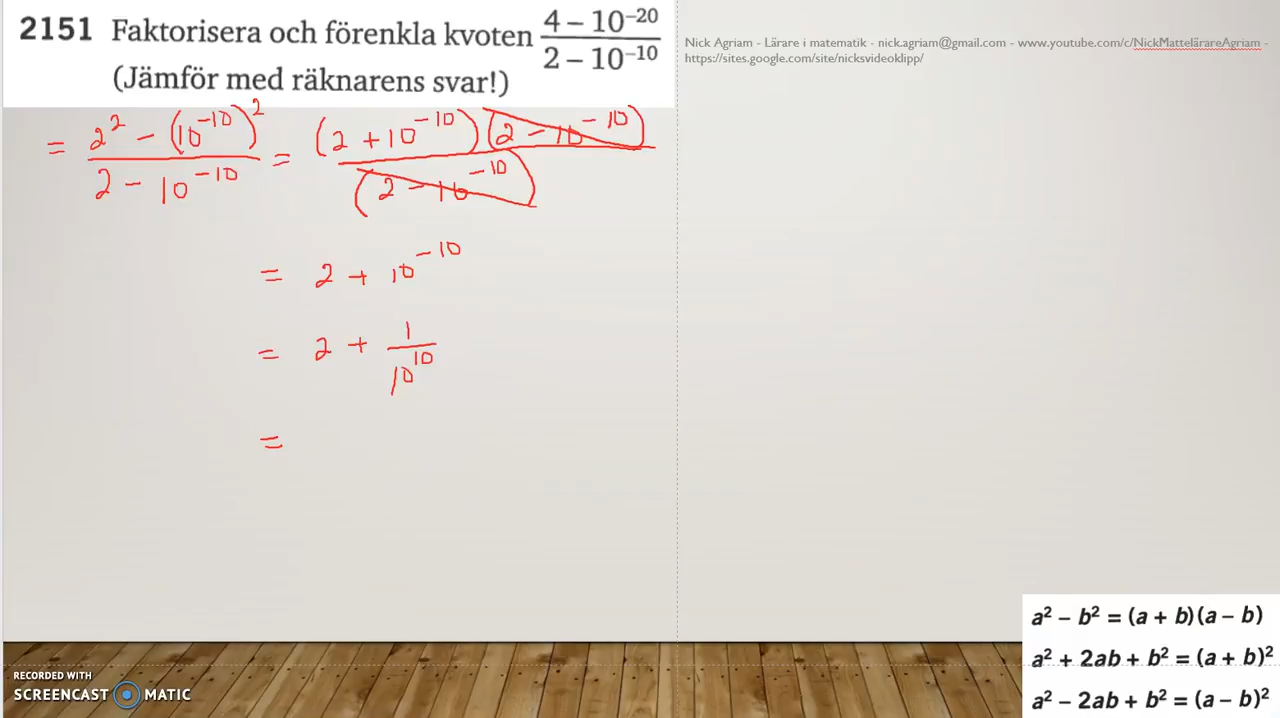 2151 Faktorisera och förenkla kvoten (4 – 10⁻²⁰)/(2 – 10⁻¹⁰)
(Jämför med räknarens svar!)
Nick Agriam - Lärare i matematik - nick.agriam@gmail.com - www.youtube.com/c/NickMattelärareAgriam -
https://sites.google.com/site/nicksvideoklipp/
= (2² – (10⁻¹⁰)²)/(2 – 10⁻¹⁰) = ((2 + 10⁻¹⁰)(2 – 10⁻¹⁰))/((2 – 10⁻¹⁰))
= 2 + 10⁻¹⁰
= 2 + 1/10¹⁰
=
a² – b² = (a + b)(a – b)
a² + 2ab + b² = (a + b)²
a² – 2ab + b² = (a – b)²
RECORDED WITH
SCREENCAST MATIC